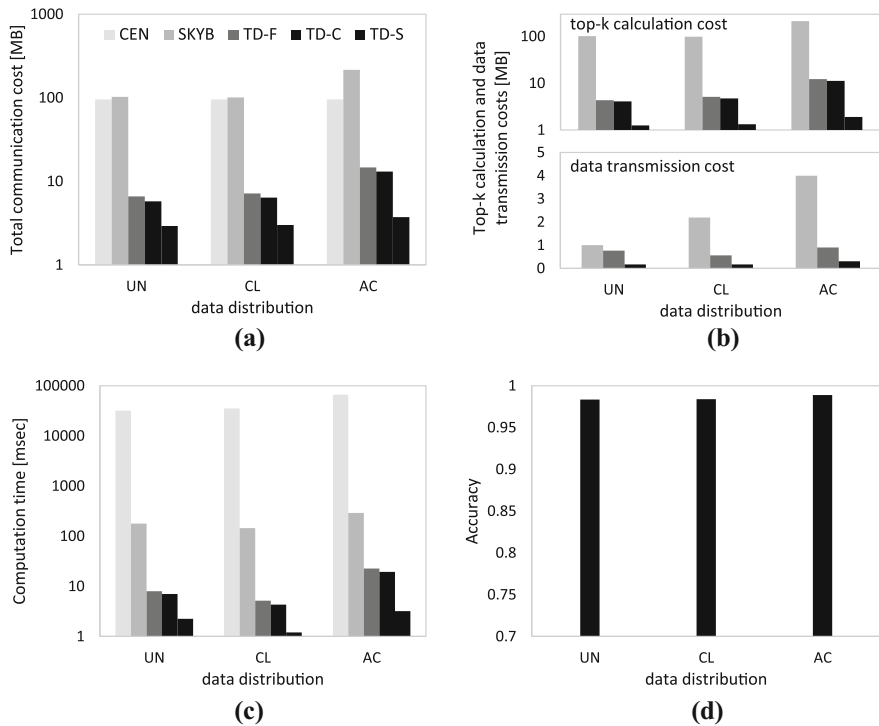 1000
100
10
1
Total communication cost [MB]
CEN SKYB TD-F TD-C TD-S
UN CL AC
data distribution
(a)
Top-k calculation and data
transmission costs [MB]
top-k calculation cost
100
10
1
data transmission cost
5
4
3
2
1
0
UN CL AC
data distribution
(b)
100000
10000
1000
100
10
1
Computation time [msec]
UN CL AC
data distribution
(c)
1
0.95
0.9
0.85
0.8
0.75
0.7
Accuracy
UN CL AC
data distribution
(d)